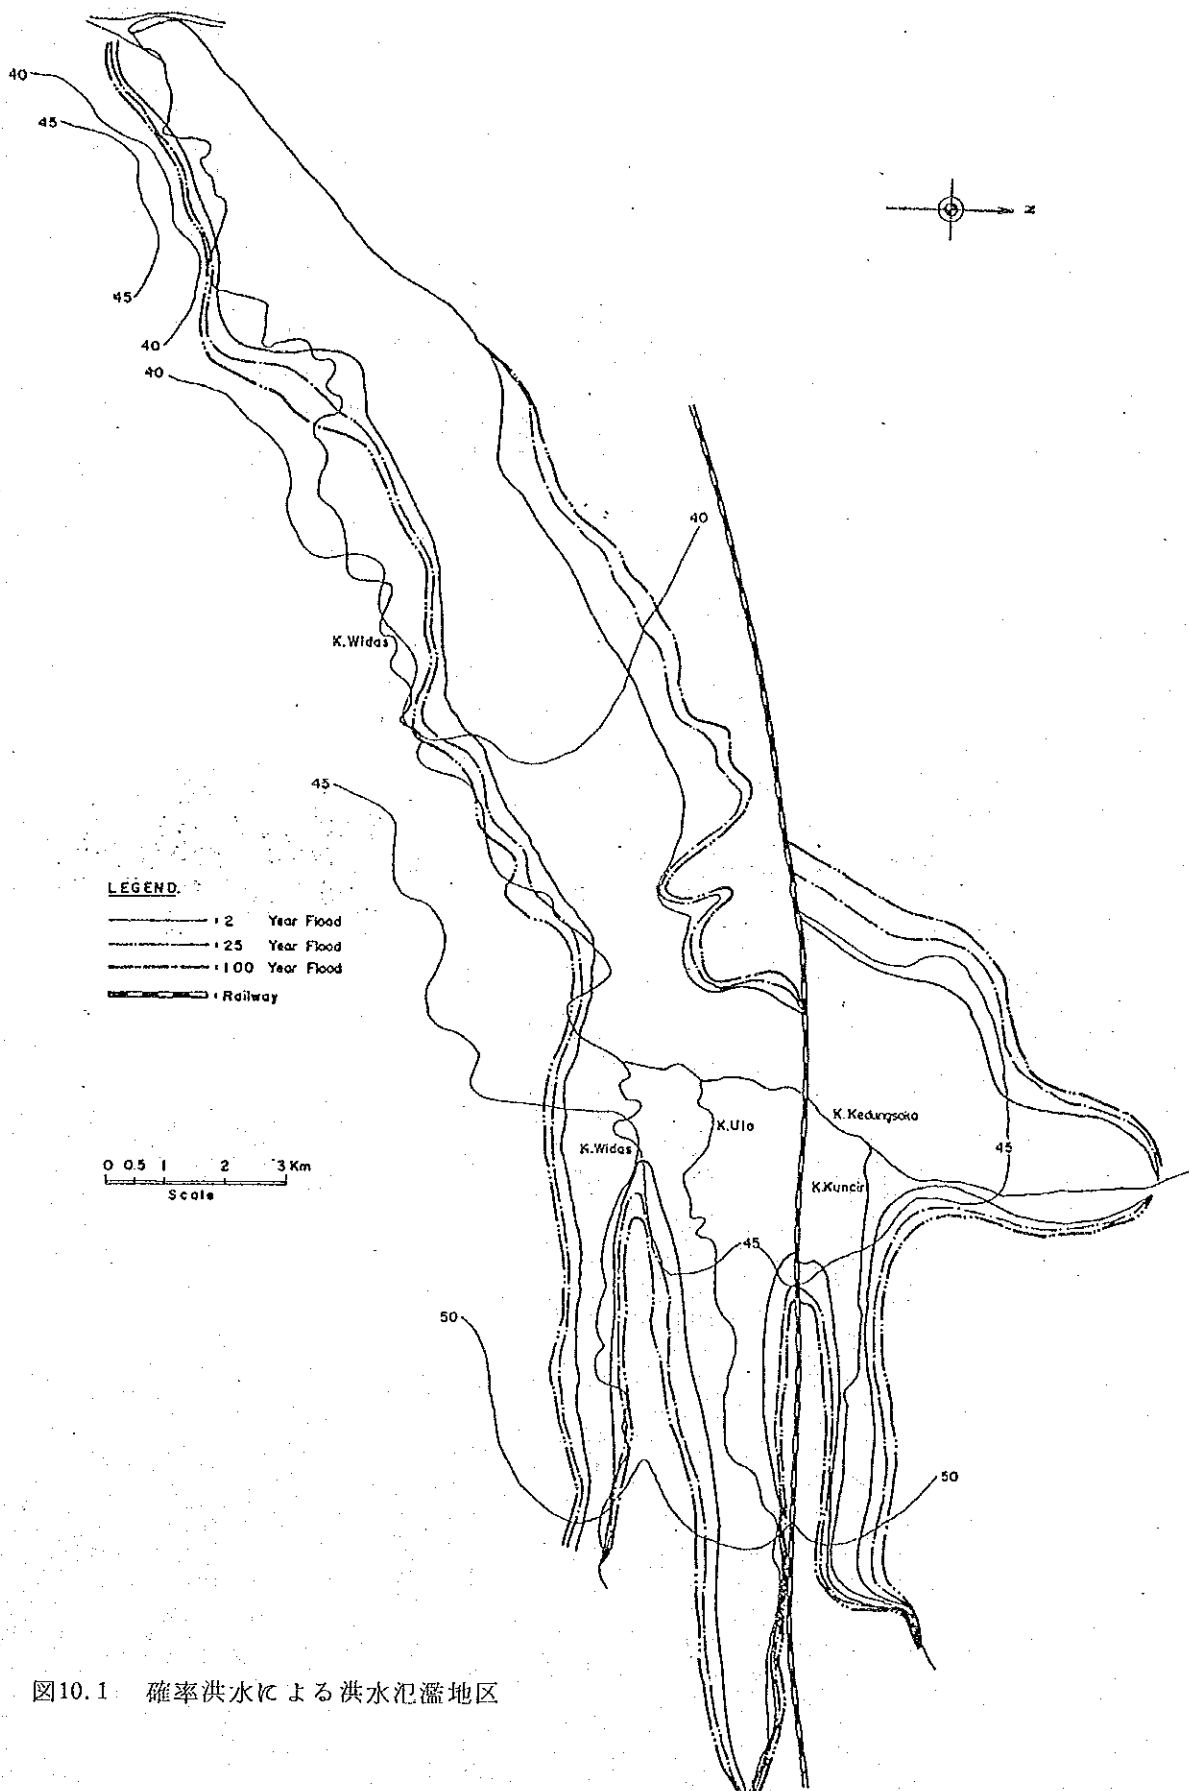 40
45
45
40
40
N
40
K.Widas
45
LEGEND
: 2 Year Flood
: 25 Year Flood
: 100 Year Flood
: Railway
K.Ulo
K. Kedungsoko
K.Widas
45
K.Kuncir
0 0.5 1 2 3 Km
Scale
45
50
50
図10.1 確率洪水による洪水氾濫地区